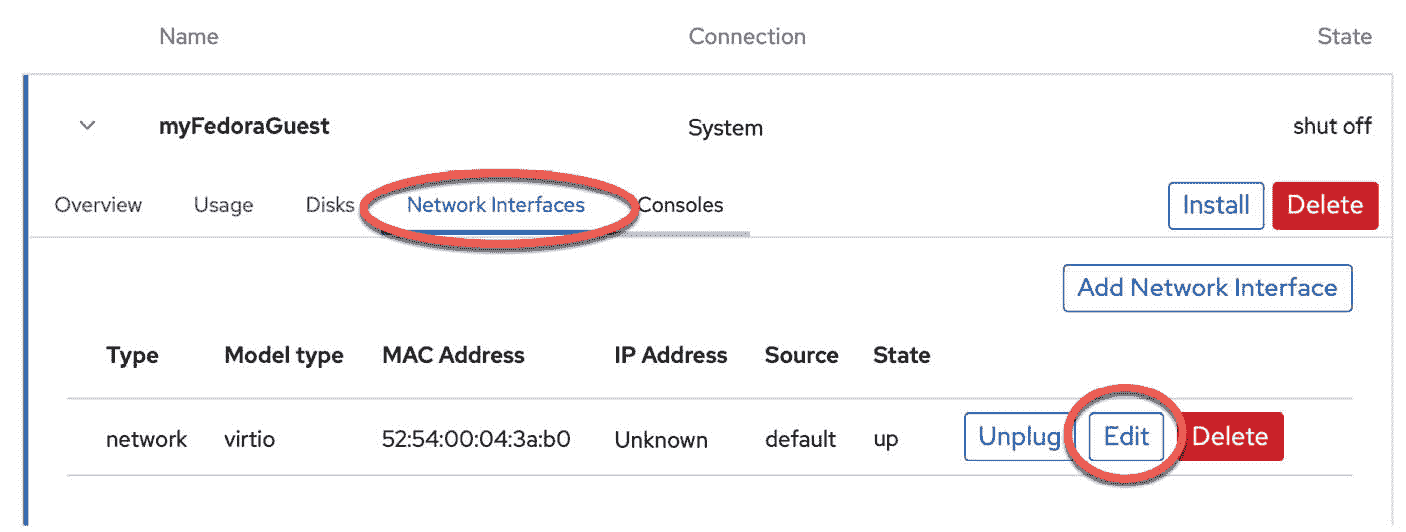 Name Connection State
myFedoraGuest System shut off
Overview Usage Disks Network Interfaces Consoles Install Delete
Add Network Interface
Type Model type MAC Address IP Address Source State
network virtio 52:54:00:04:3a:b0 Unknown default up Unplug Edit Delete